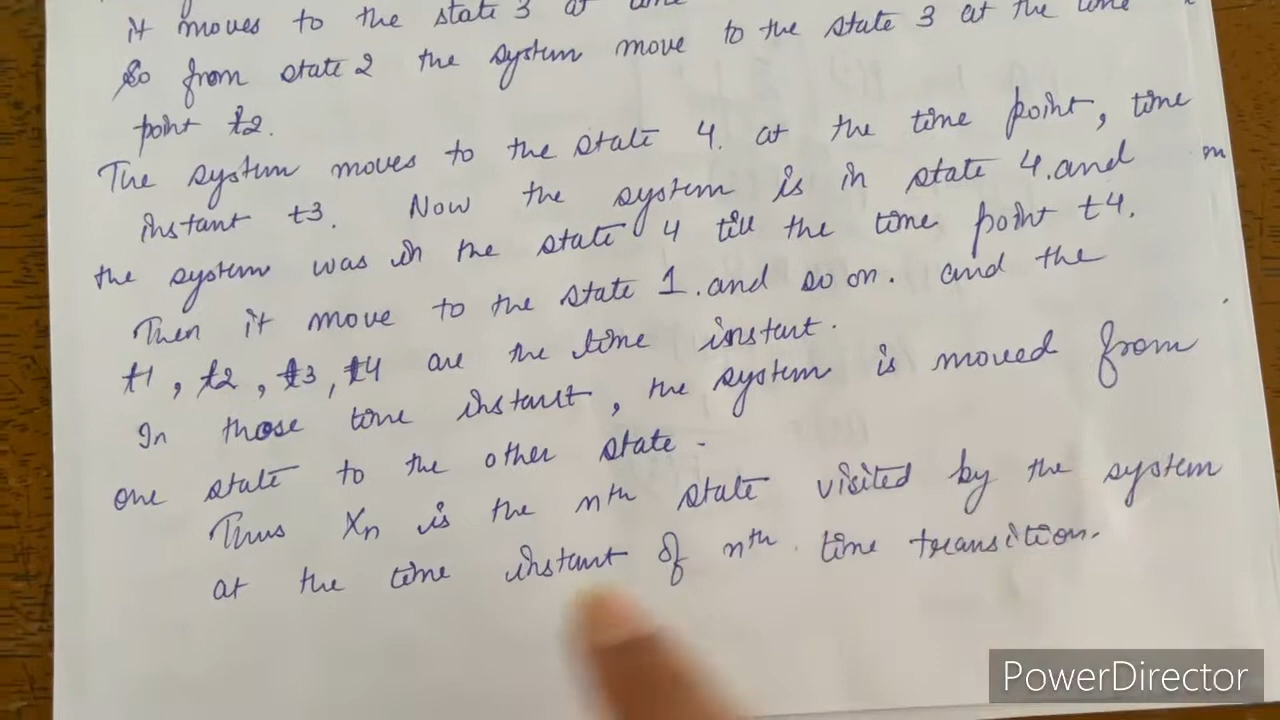 it moves to the state 3 at time
So from state 2 the system move to the state 3 at the time
point t2.
The system moves to the state 4. at the time point, time
instant t3. Now the system is in state 4. and
the system was in the state 4 till the time point t4.
Then it move to the state 1. and so on. and the
t1, t2, t3, t4 are the time instant.
In those time instant, the system is moved from
one state to the other state.
Thus Xn is the nth state visited by the system
at the time instant of nth time transition.
PowerDirector